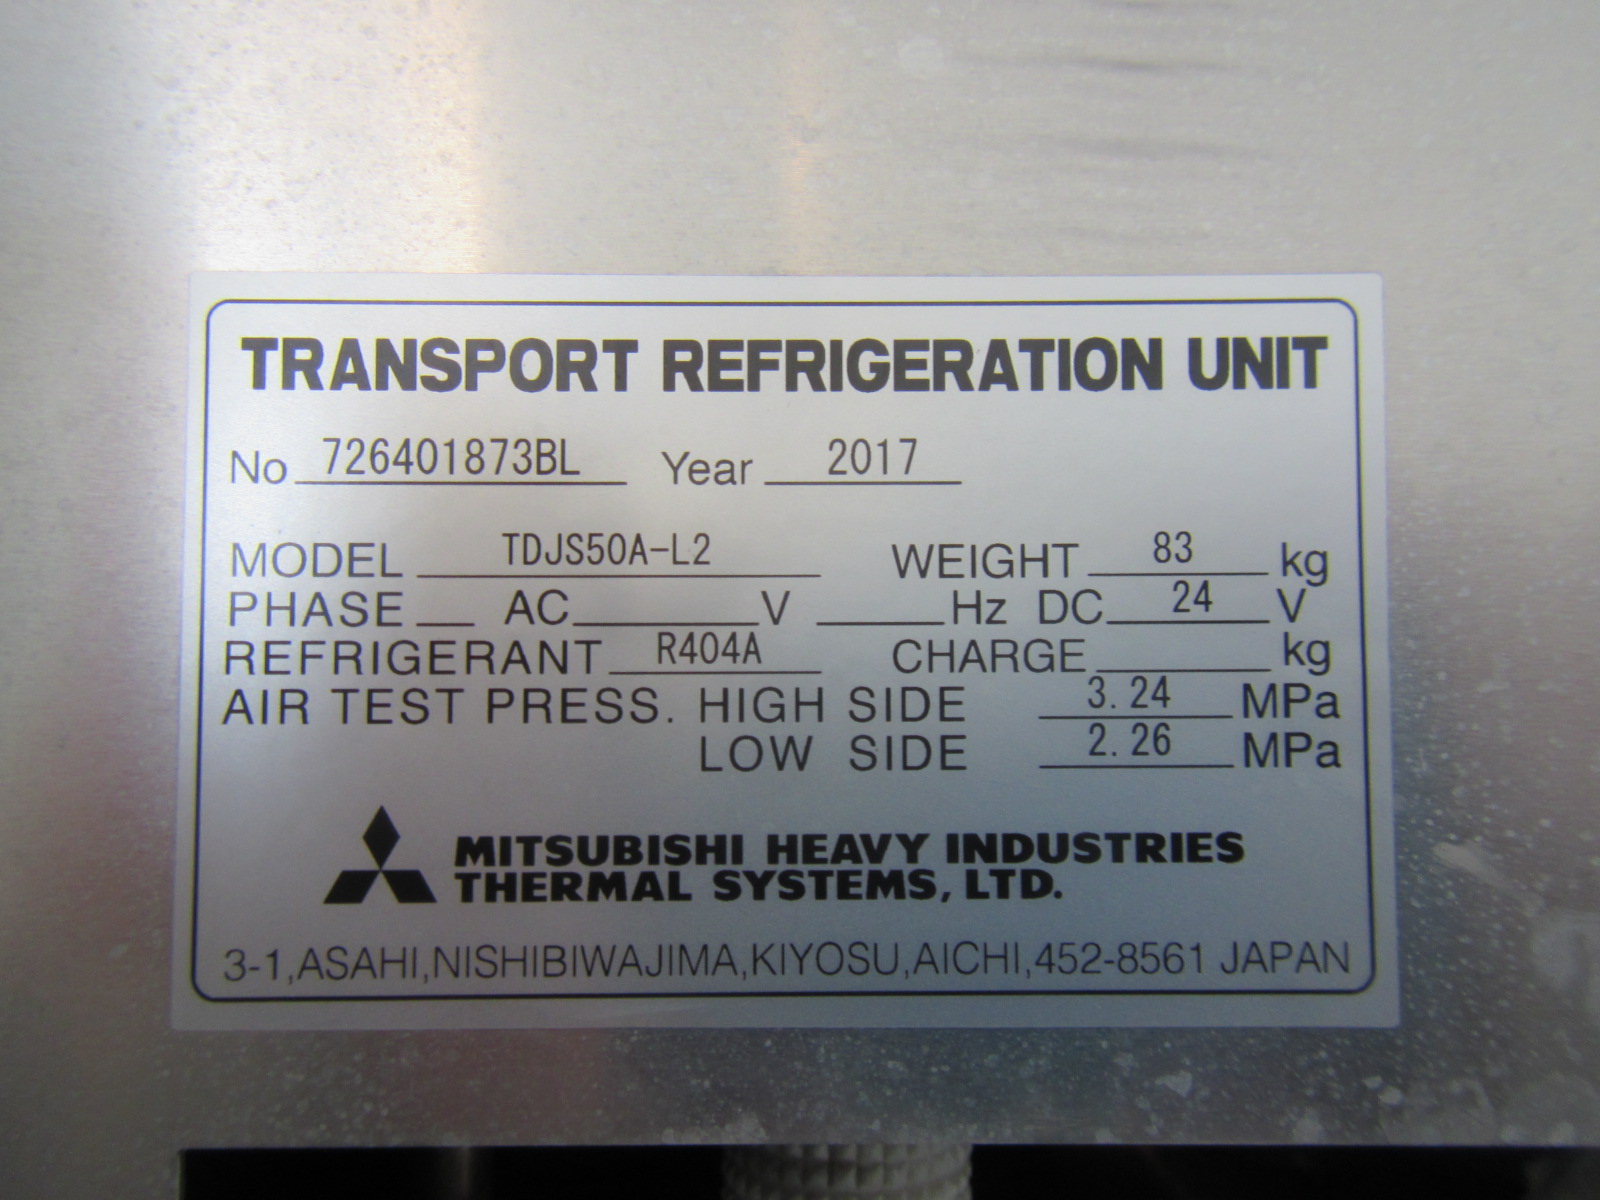 TRANSPORT REFRIGERATION UNIT
No 726401873BL Year 2017
MODEL TDJS50A-L2 WEIGHT 83 kg
PHASE AC V Hz DC 24 V
REFRIGERANT R404A CHARGE kg
AIR TEST PRESS. HIGH SIDE 3.24 MPa
LOW SIDE 2.26 MPa
MITSUBISHI HEAVY INDUSTRIES
THERMAL SYSTEMS, LTD.
3-1,ASAHI,NISHIBIWAJIMA,KIYOSU,AICHI,452-8561 JAPAN